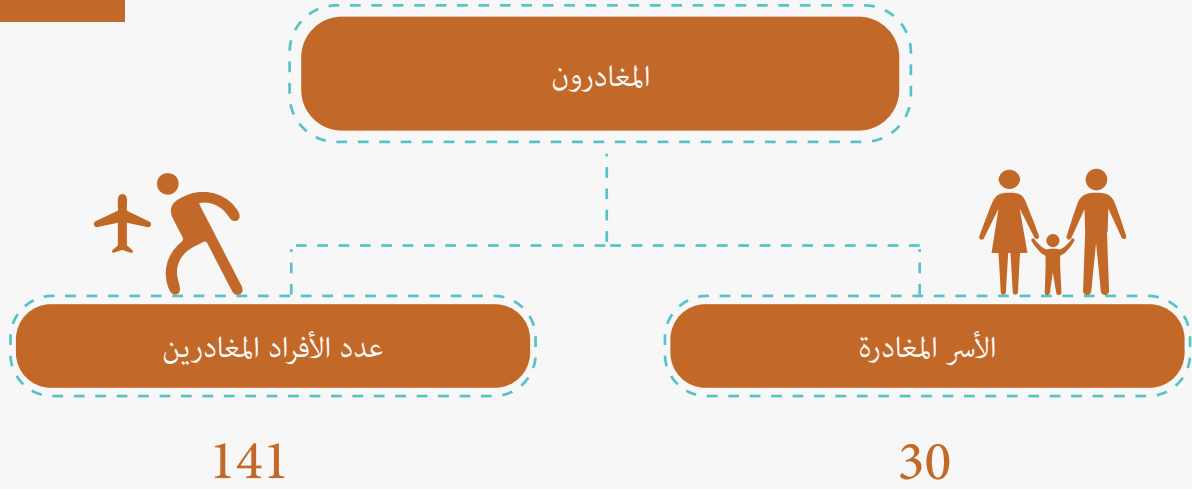 المغادرون
الأسر المغادرة
عدد الأفراد المغادرين
30
141